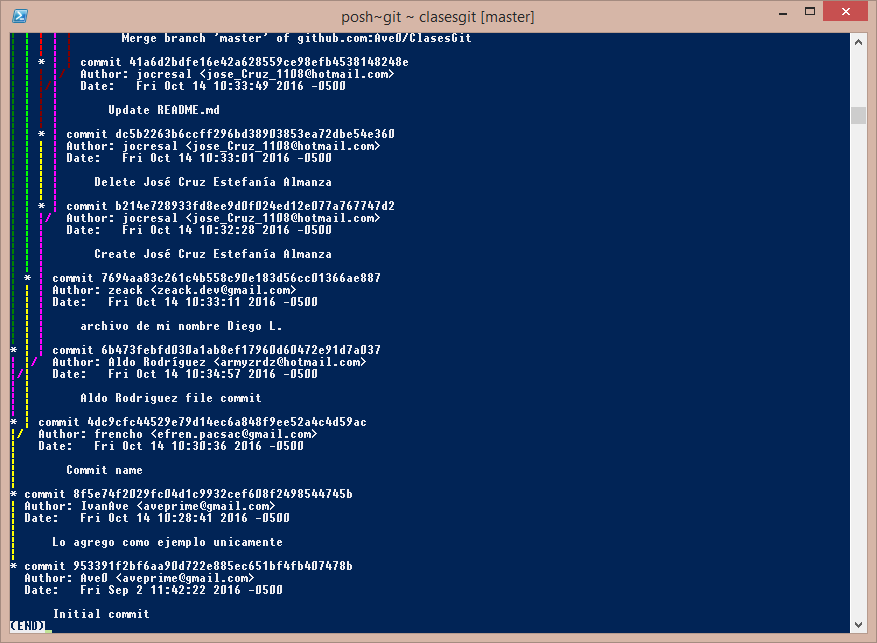 posh~git ~ clasesgit [master]
Merge branch 'master' of github.com:Ave0/ClasesGit
* commit 41a6d2bdfe16e42a628559ce98efb4538148248e
Author: jocresal <jose_Cruz_1108@hotmail.com>
Date: Fri Oct 14 10:33:49 2016 -0500
Update README.md
* commit dc5b2263b6ccff296bd38903853ea72dbe54e360
Author: jocresal <jose_Cruz_1108@hotmail.com>
Date: Fri Oct 14 10:33:01 2016 -0500
Delete José Cruz Estefanía Almanza
* commit b214e728933fd8ee9d0f024ed12e077a767747d2
Author: jocresal <jose_Cruz_1108@hotmail.com>
Date: Fri Oct 14 10:32:28 2016 -0500
Create José Cruz Estefanía Almanza
* commit 7694aa83c261c4b558c90e183d56cc01366ae887
Author: zeack <zeack.dev@gmail.com>
Date: Fri Oct 14 10:33:11 2016 -0500
archivo de mi nombre Diego L.
* commit 6b473febfd030a1ab8ef17960d60472e91d7a037
Author: Aldo Rodríguez <armyzrdz@hotmail.com>
Date: Fri Oct 14 10:34:57 2016 -0500
Aldo Rodriguez file commit
* commit 4dc9cfc44529e79d14ec6a848f9ee52a4c4d59ac
Author: frencho <efren.pacsac@gmail.com>
Date: Fri Oct 14 10:30:36 2016 -0500
Commit name
* commit 8f5e74f2029fc04d1c9932cef608f2498544745b
Author: IvanAve <aveprime@gmail.com>
Date: Fri Oct 14 10:28:41 2016 -0500
Lo agrego como ejemplo unicamente
* commit 953391f2bf6aa90d722e885ec651bf4fb407478b
Author: Ave0 <aveprime@gmail.com>
Date: Fri Sep 2 11:42:22 2016 -0500
Initial commit
(END)